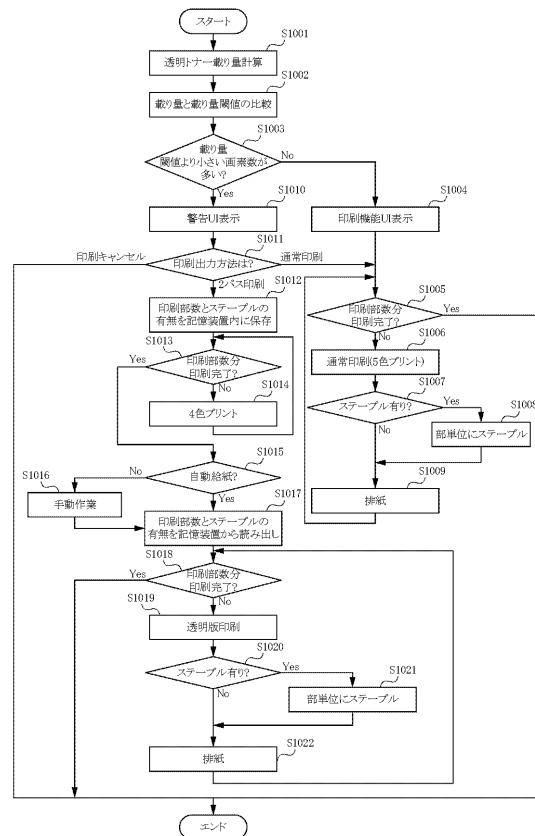 スタート
S1001
透明トナー載り量計算
S1002
載り量と載り量閾値の比較
S1003
載り量
閾値より小さい画素数が
多い?
No
Yes
S1010
警告UI表示
S1004
印刷機能UI表示
S1011
印刷キャンセル
印刷出力方法は?
通常印刷
2パス印刷
S1012
印刷部数とステープルの
有無を記憶装置内に保存
S1005
印刷部数分
印刷完了?
Yes
No
S1006
通常印刷(5色プリント)
S1013
Yes
印刷部数分
印刷完了?
No
S1014
4色プリント
S1007
ステープル有り?
Yes
No
S1008
部単位にステープル
S1009
排紙
S1015
No
自動給紙?
Yes
S1016
手動作業
S1017
印刷部数とステープルの
有無を記憶装置から読み出し
S1018
Yes
印刷部数分
印刷完了?
No
S1019
透明版印刷
S1020
ステープル有り?
Yes
No
S1021
部単位にステープル
S1022
排紙
エンド